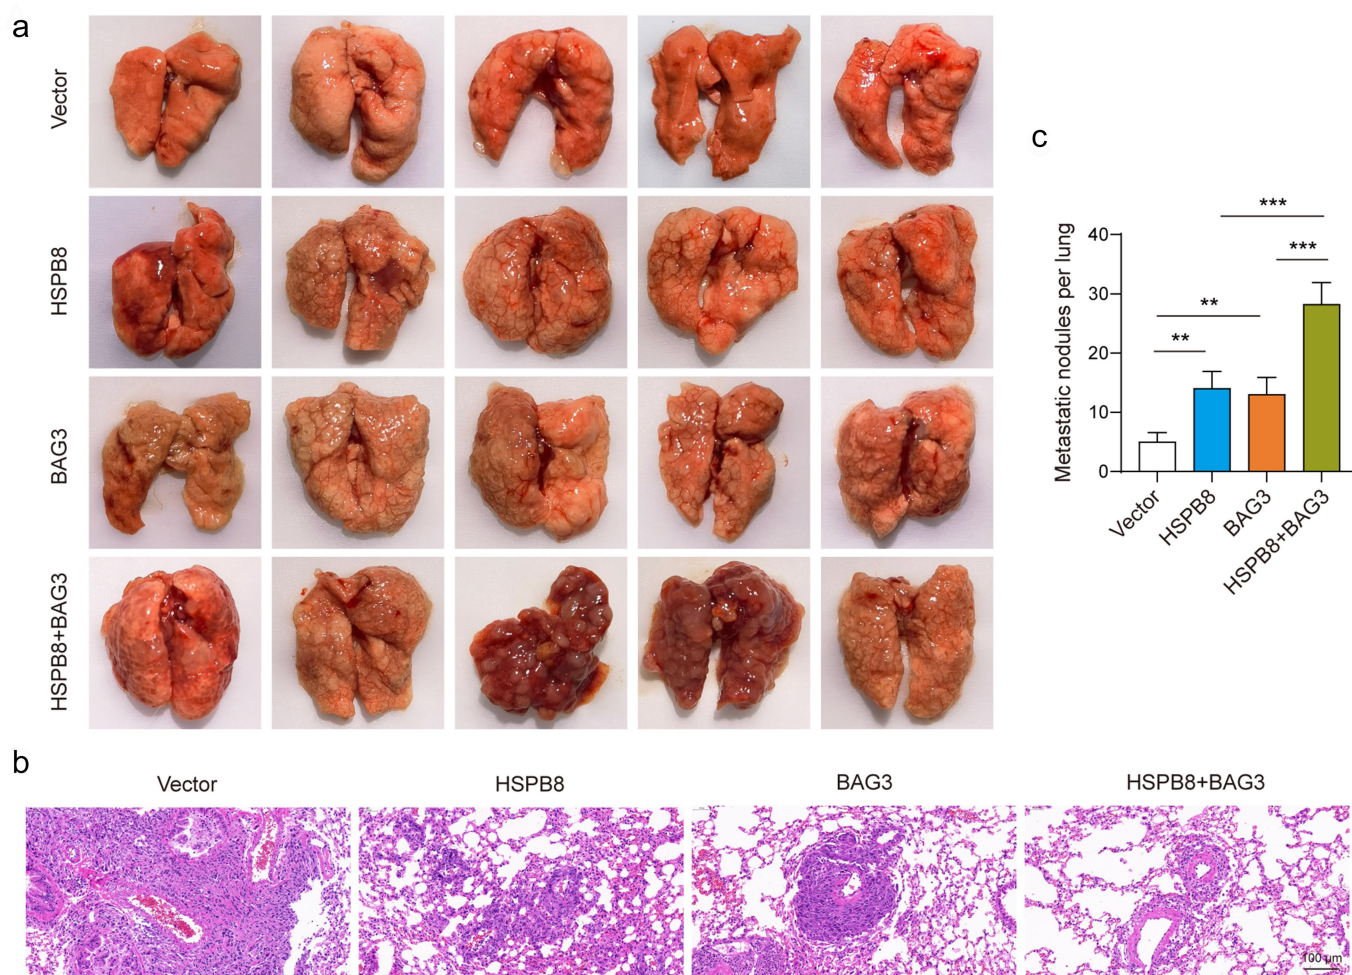 a
Vector
HSPB8
BAG3
HSPB8+BAG3
b
Vector
HSPB8
BAG3
HSPB8+BAG3
100 µm
c
Metastatic nodules per lung
40
30
20
10
0
***
***
**
**
Vector
HSPB8
BAG3
HSPB8+BAG3